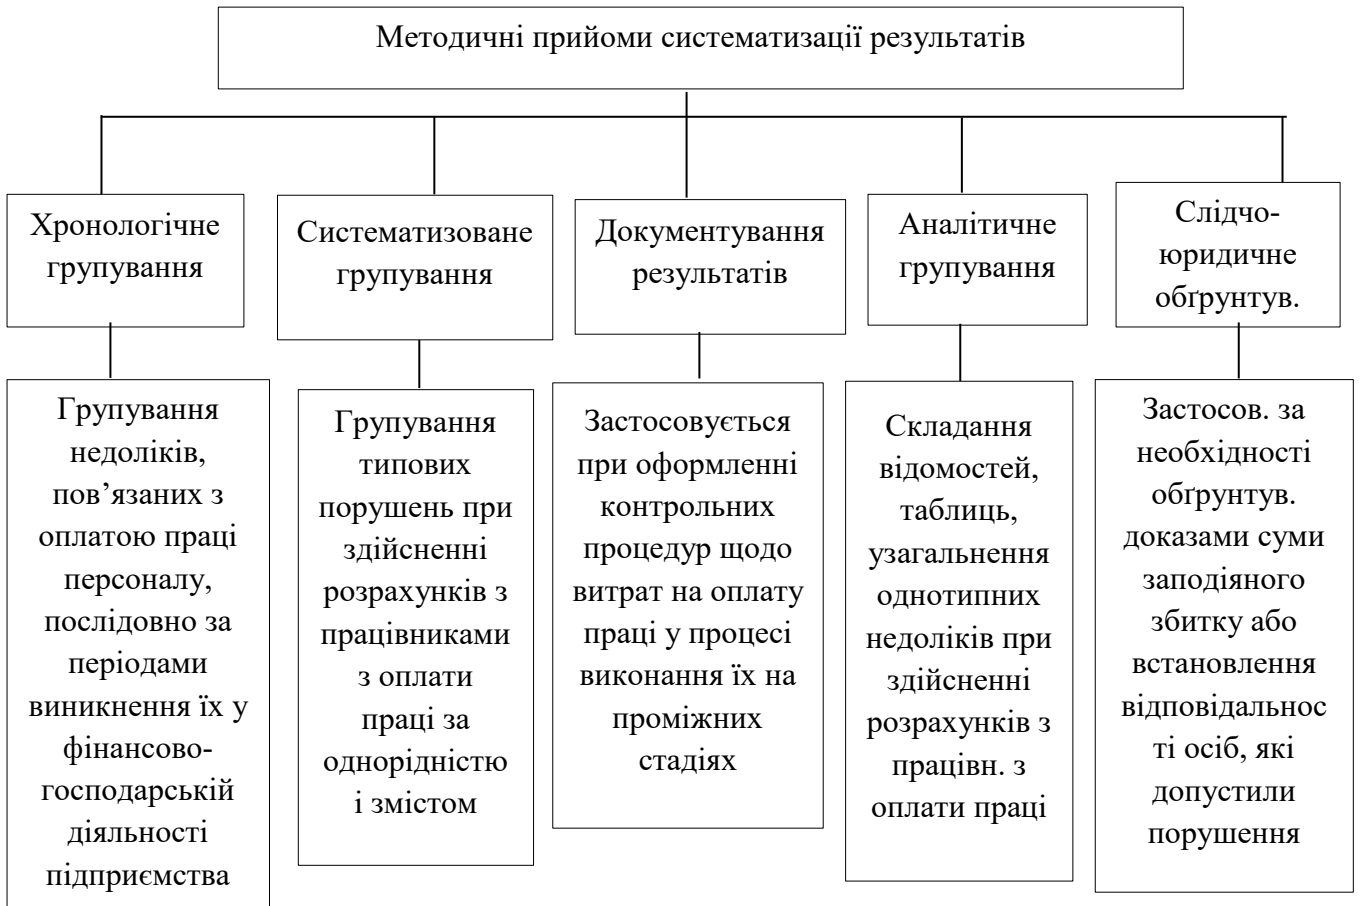 Методичні прийоми систематизації результатів
Хронологічне
групування
Систематизоване
групування
Документування
результатів
Аналітичне
групування
Слідчо-
юридичне
обґрунтув.
Групування
недоліків,
пов’язаних з
оплатою праці
персоналу,
послідовно за
періодами
виникнення їх у
фінансово-
господарській
діяльності
підприємства
Групування
типових
порушень при
здійсненні
розрахунків з
працівниками
з оплати
праці за
однорідністю
і змістом
Застосовується
при оформленні
контрольних
процедур щодо
витрат на оплату
праці у процесі
виконання їх на
проміжних
стадіях
Складання
відомостей,
таблиць,
узагальнення
однотипних
недоліків при
здійсненні
розрахунків з
працівн. з
оплати праці
Застосов. за
необхідності
обґрунтув.
доказами суми
заподіяного
збитку або
встановлення
відповідальнос
ті осіб, які
допустили
порушення